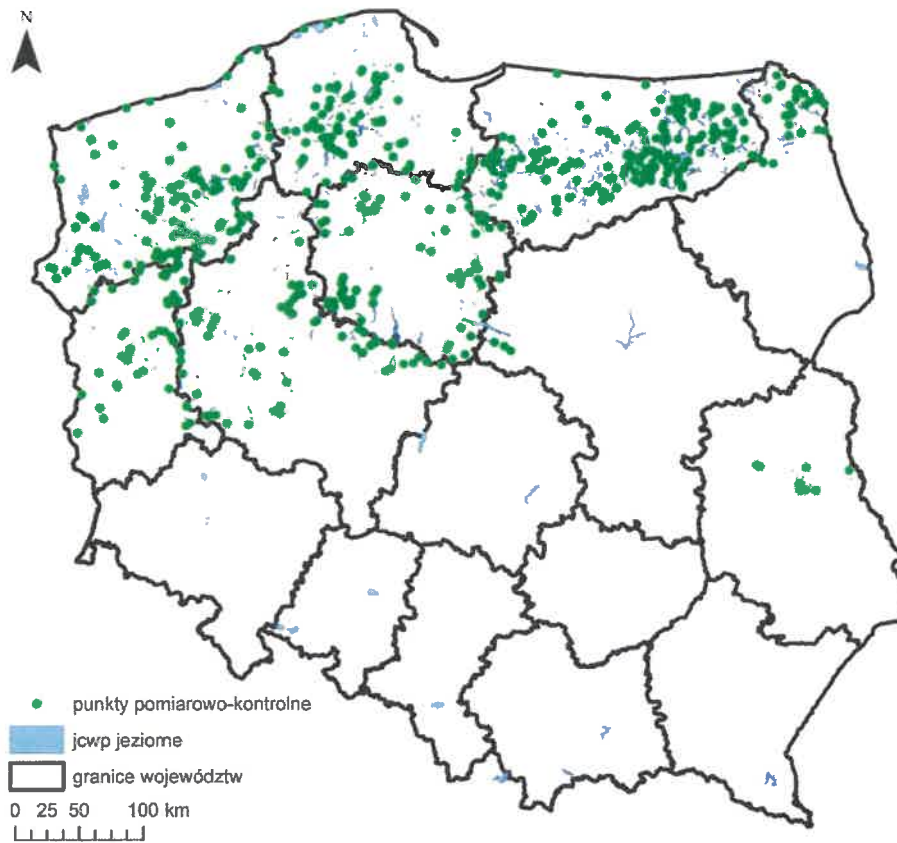 N
punkty pomiarowo-kontrolne
jcwp jeziorne
granice województw
0 25 50 100 km